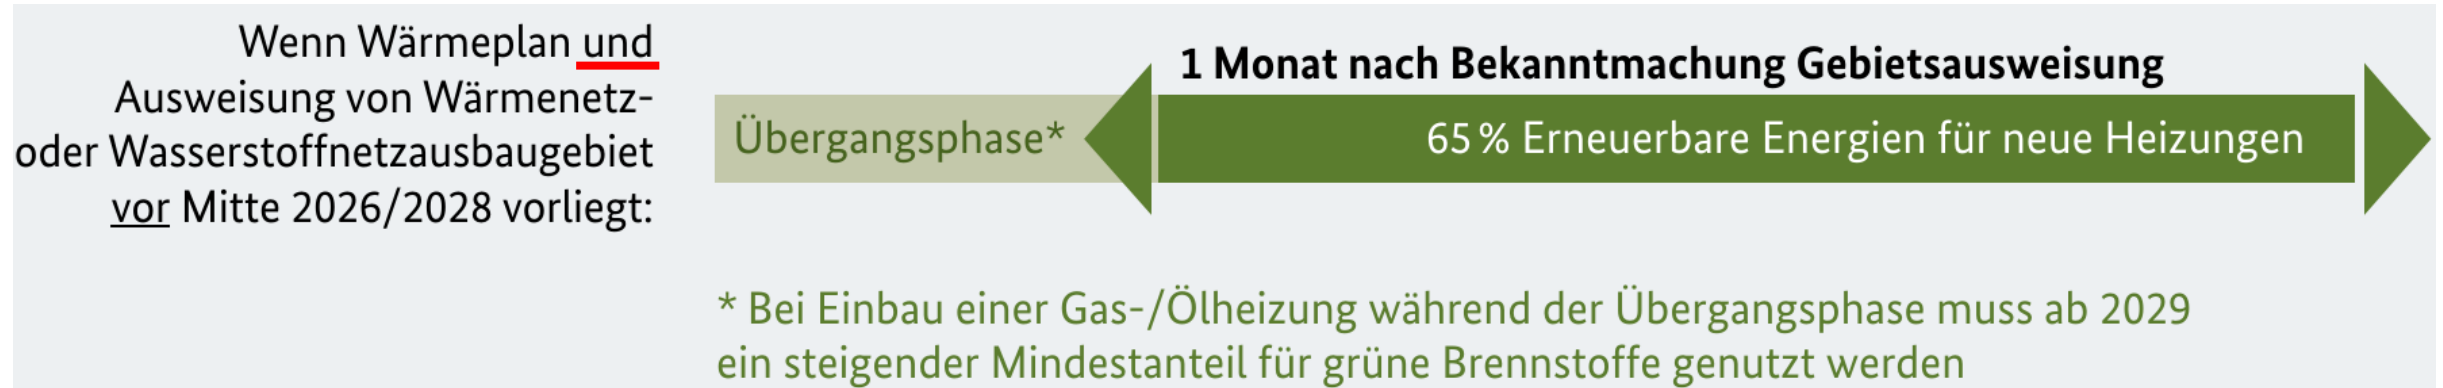 Wenn Wärmeplan und
Ausweisung von Wärmenetz-
oder Wasserstoffnetzausbaugebiet
vor Mitte 2026/2028 vorliegt:
1 Monat nach Bekanntmachung Gebietsausweisung
Übergangsphase*
65 % Erneuerbare Energien für neue Heizungen
* Bei Einbau einer Gas-/Ölheizung während der Übergangsphase muss ab 2029
ein steigender Mindestanteil für grüne Brennstoffe genutzt werden